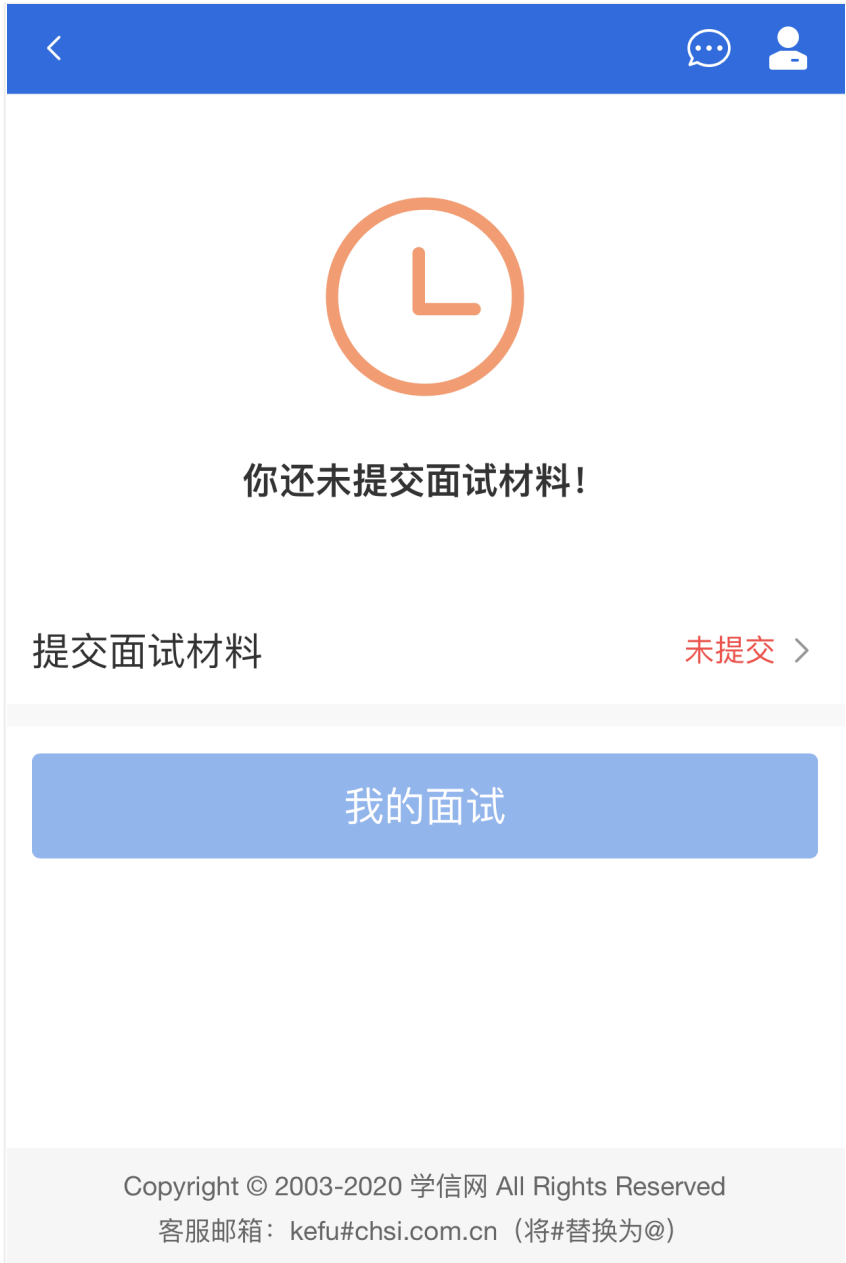 你还未提交面试材料！
提交面试材料 未提交
我的面试
Copyright © 2003-2020 学信网 All Rights Reserved
客服邮箱：kefu#chsi.com.cn（将#替换为@）